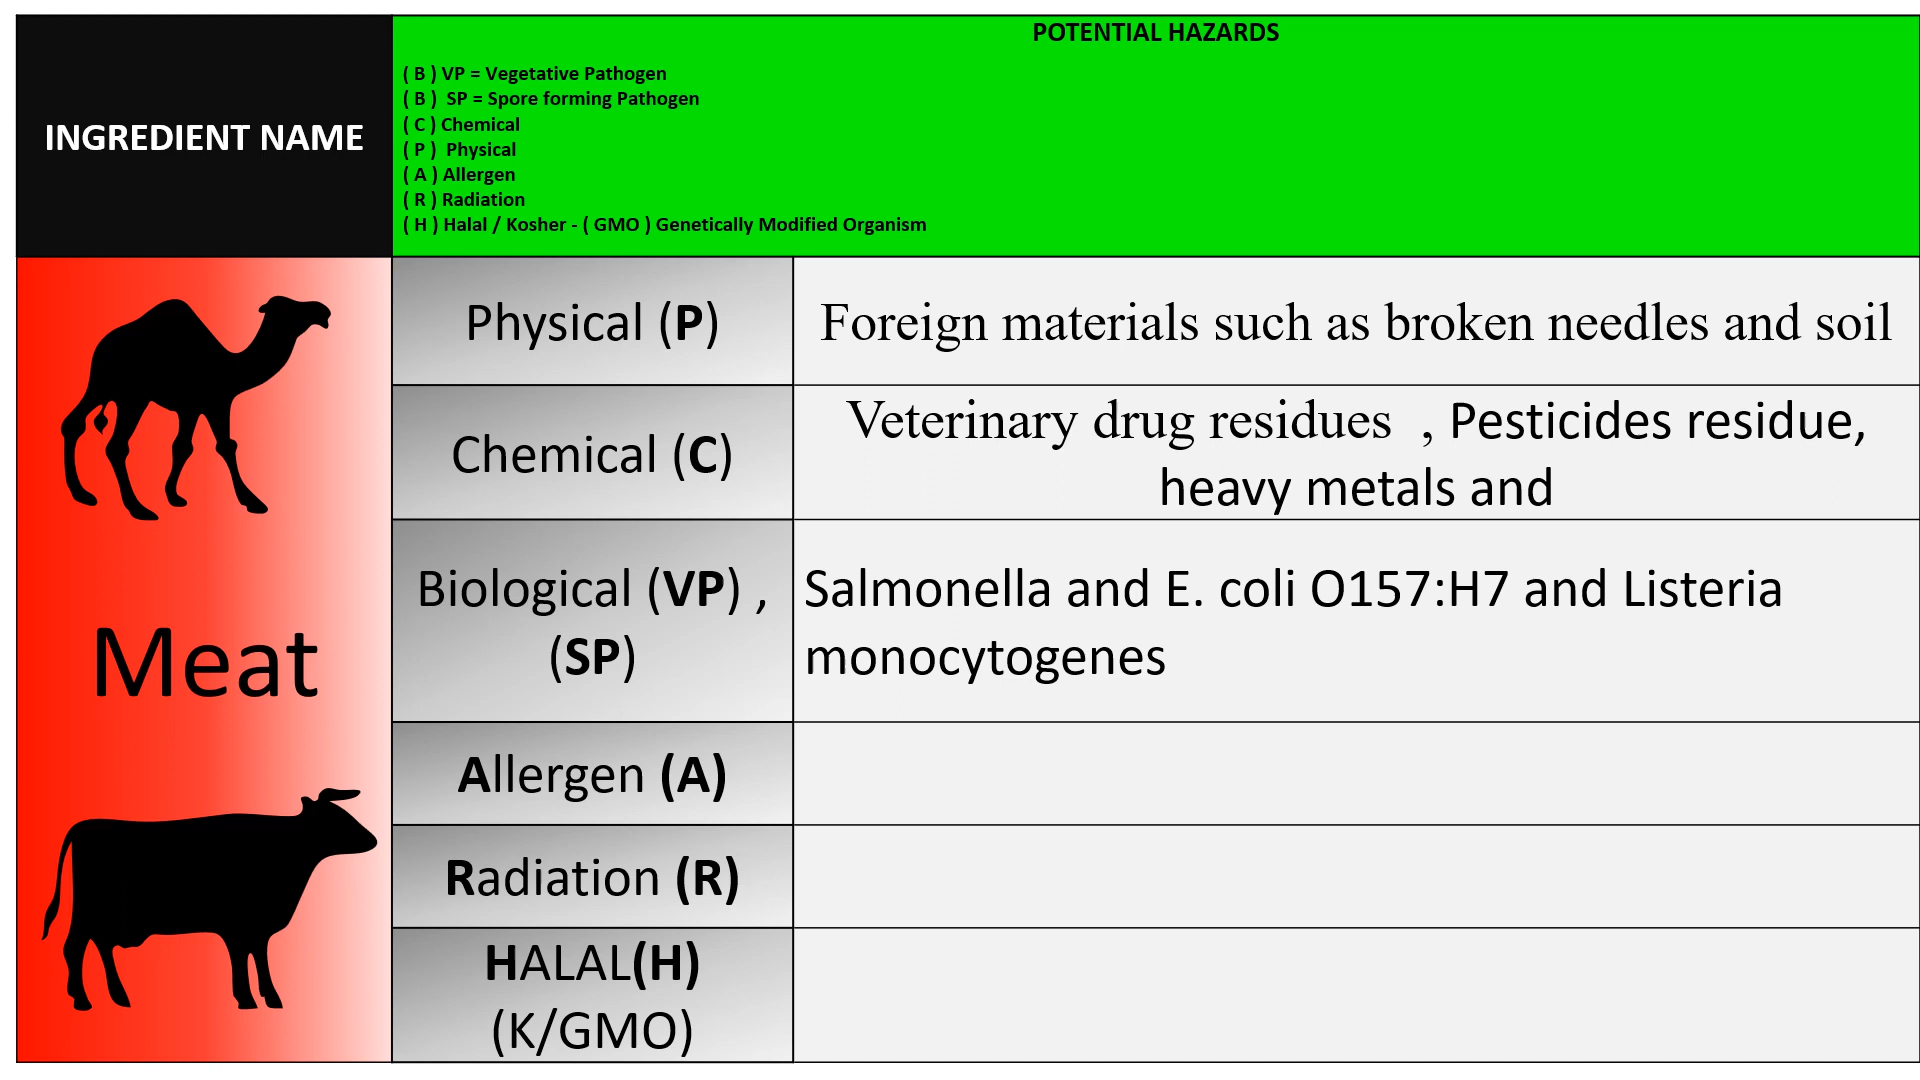 INGREDIENT NAME
POTENTIAL HAZARDS
( B ) VP = Vegetative Pathogen
( B )  SP = Spore forming Pathogen
( C ) Chemical
( P )  Physical
( A ) Allergen
( R ) Radiation
( H ) Halal / Kosher - ( GMO ) Genetically Modified Organism
Meat
Physical (P)
Foreign materials such as broken needles and soil
Chemical (C)
Veterinary drug residues  , Pesticides residue,
heavy metals and
Biological (VP) ,
(SP)
Salmonella and E. coli O157:H7 and Listeria
monocytogenes
Allergen (A)
Radiation (R)
HALAL(H)
(K/GMO)